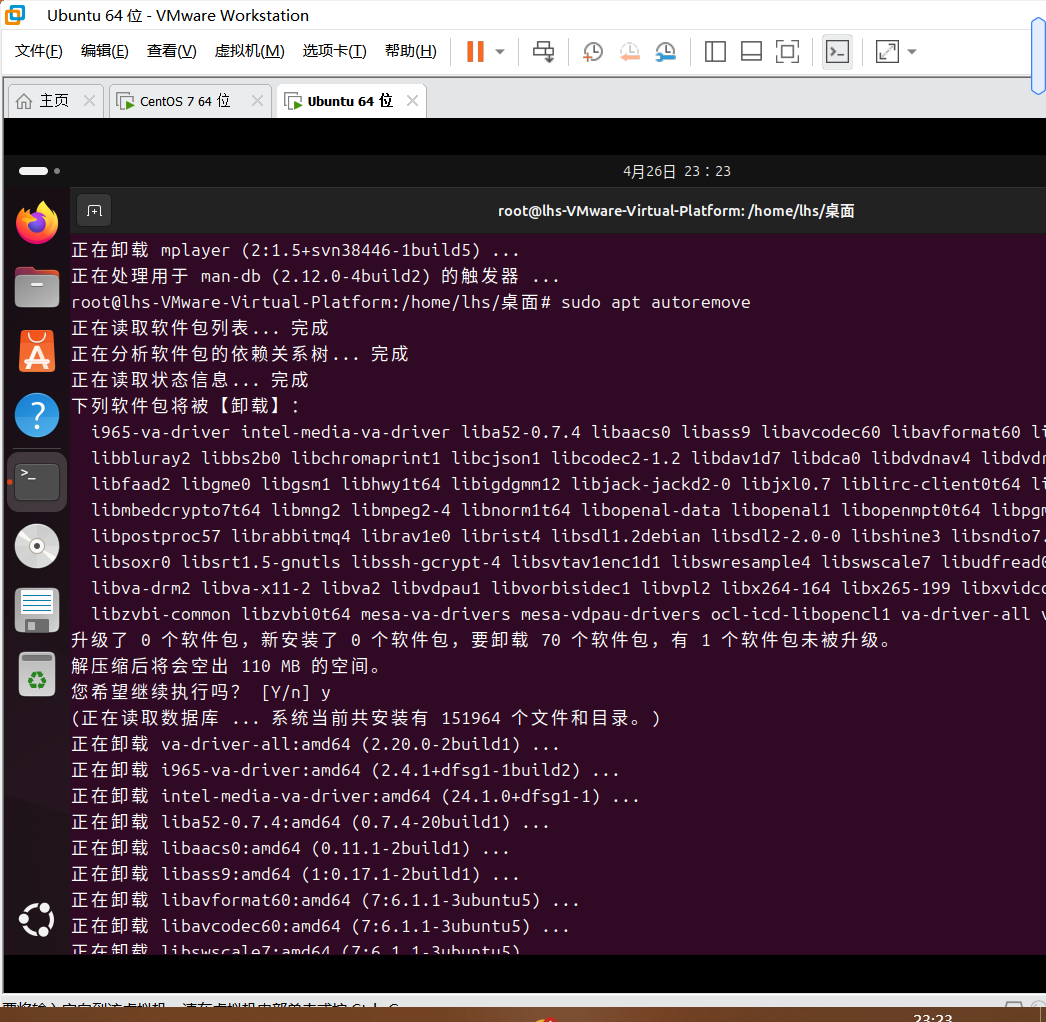 Ubuntu 64 位 - VMware Workstation
文件(F) 编辑(E) 查看(V) 虚拟机(M) 选项卡(T) 帮助(H)
主页 CentOS 7 64 位 Ubuntu 64 位
4月26日 23：23
root@lhs-VMware-Virtual-Platform: /home/lhs/桌面
正在卸载 mplayer (2:1.5+svn38446-1build5) ...
正在处理用于 man-db (2.12.0-4build2) 的触发器 ...
root@lhs-VMware-Virtual-Platform:/home/lhs/桌面# sudo apt autoremove
正在读取软件包列表... 完成
正在分析软件包的依赖关系树... 完成
正在读取状态信息... 完成
下列软件包将被【卸载】：
i965-va-driver intel-media-va-driver liba52-0.7.4 libaacs0 libass9 libavcodec60 libavformat60
libbluray2 libbs2b0 libchromaprint1 libcjson1 libcodec2-1.2 libdav1d7 libdca0 libdvdnav4
libfaad2 libgme0 libgsm1 libhwy1t64 libigdgmm12 libjack-jackd2-0 libjxl0.7 liblirc-client0t64
libmbedcrypto7t64 libmng2 libmpeg2-4 libnorm1t64 libopenal-data libopenal1 libopenmpt0t64
libpostproc57 librabbitmq4 librav1e0 librist4 libsdl1.2debian libsdl2-2.0-0 libshine3 libsndio7.
libsoxr0 libsrt1.5-gnutls libssh-gcrypt-4 libsvtav1enc1d1 libswresample4 libswscale7 libudfread0
libva-drm2 libva-x11-2 libva2 libvdpau1 libvorbisidec1 libvpl2 libx264-164 libx265-199
libzvbi-common libzvbi0t64 mesa-va-drivers mesa-vdpau-drivers ocl-icd-libopencl1 va-driver-all
升级了 0 个软件包，新安装了 0 个软件包，要卸载 70 个软件包，有 1 个软件包未被升级。
解压缩后将会空出 110 MB 的空间。
您希望继续执行吗？ [Y/n] y
(正在读取数据库 ... 系统当前共安装有 151964 个文件和目录。)
正在卸载 va-driver-all:amd64 (2.20.0-2build1) ...
正在卸载 i965-va-driver:amd64 (2.4.1+dfsg1-1build2) ...
正在卸载 intel-media-va-driver:amd64 (24.1.0+dfsg1-1) ...
正在卸载 liba52-0.7.4:amd64 (0.7.4-20build1) ...
正在卸载 libaacs0:amd64 (0.11.1-2build1) ...
正在卸载 libass9:amd64 (1:0.17.1-2build1) ...
正在卸载 libavformat60:amd64 (7:6.1.1-3ubuntu5) ...
正在卸载 libavcodec60:amd64 (7:6.1.1-3ubuntu5) ...
正在卸载 libswscale7:amd64 (7:6.1.1-3ubuntu5)
23:23